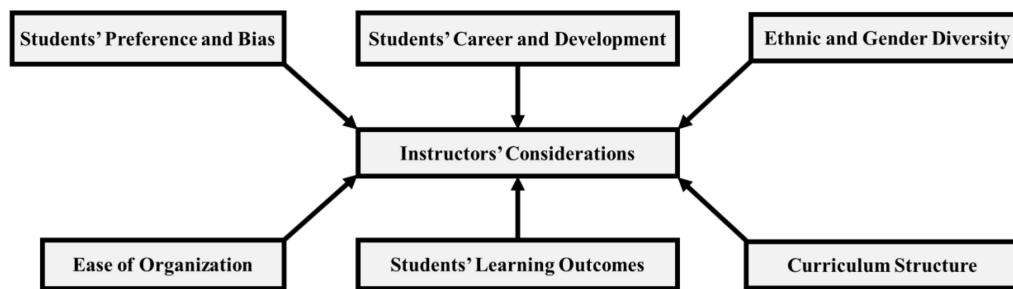 Students’ Preference and Bias
Students’ Career and Development
Ethnic and Gender Diversity
Instructors’ Considerations
Ease of Organization
Students’ Learning Outcomes
Curriculum Structure